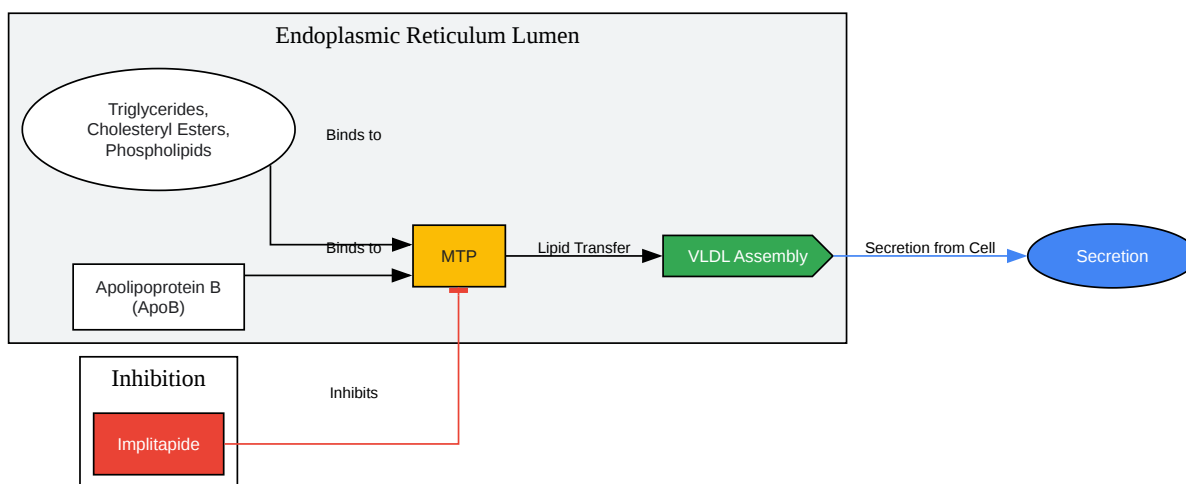 Endoplasmic Reticulum Lumen
Triglycerides,
Cholesteryl Esters,
Phospholipids
Binds to
Binds to
MTP
Lipid Transfer
VLDL Assembly
Secretion from Cell
Secretion
Apolipoprotein B
(ApoB)
Inhibition
Inhibits
Implitapide